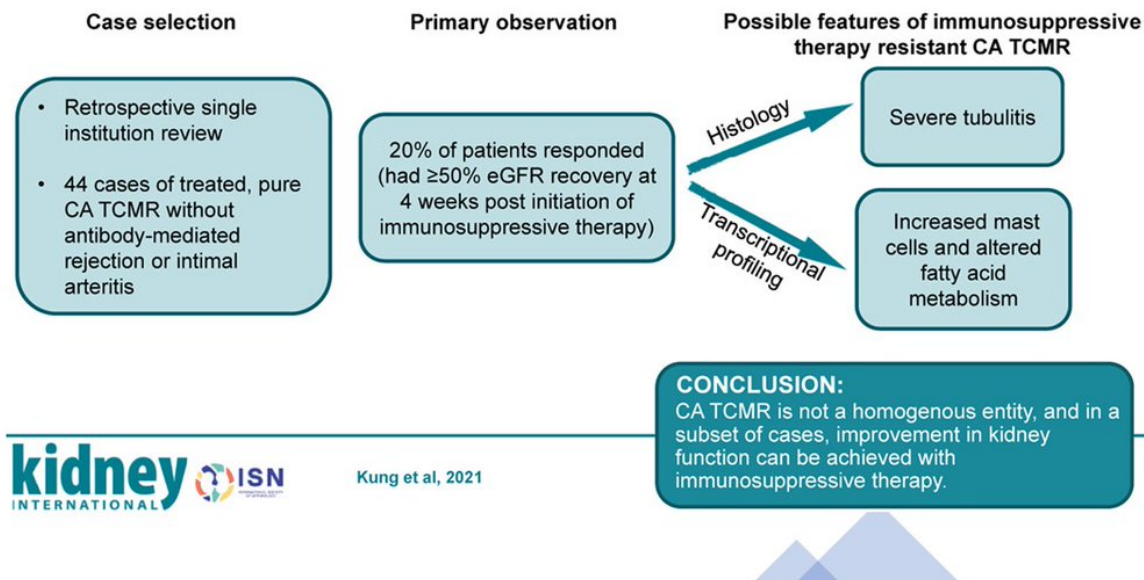 Case selection
Primary observation
Possible features of immunosuppressive
therapy resistant CA TCMR
• Retrospective single
institution review
• 44 cases of treated, pure
CA TCMR without
antibody-mediated
rejection or intimal
arteritis
20% of patients responded
(had ≥50% eGFR recovery at
4 weeks post initiation of
immunosuppressive therapy)
Histology
Transcriptional
profiling
Severe tubulitis
Increased mast
cells and altered
fatty acid
metabolism
CONCLUSION:
CA TCMR is not a homogenous entity, and in a
subset of cases, improvement in kidney
function can be achieved with
immunosuppressive therapy.
kidney
INTERNATIONAL
ISN
INTERNATIONAL SOCIETY
OF NEPHROLOGY
Kung et al, 2021